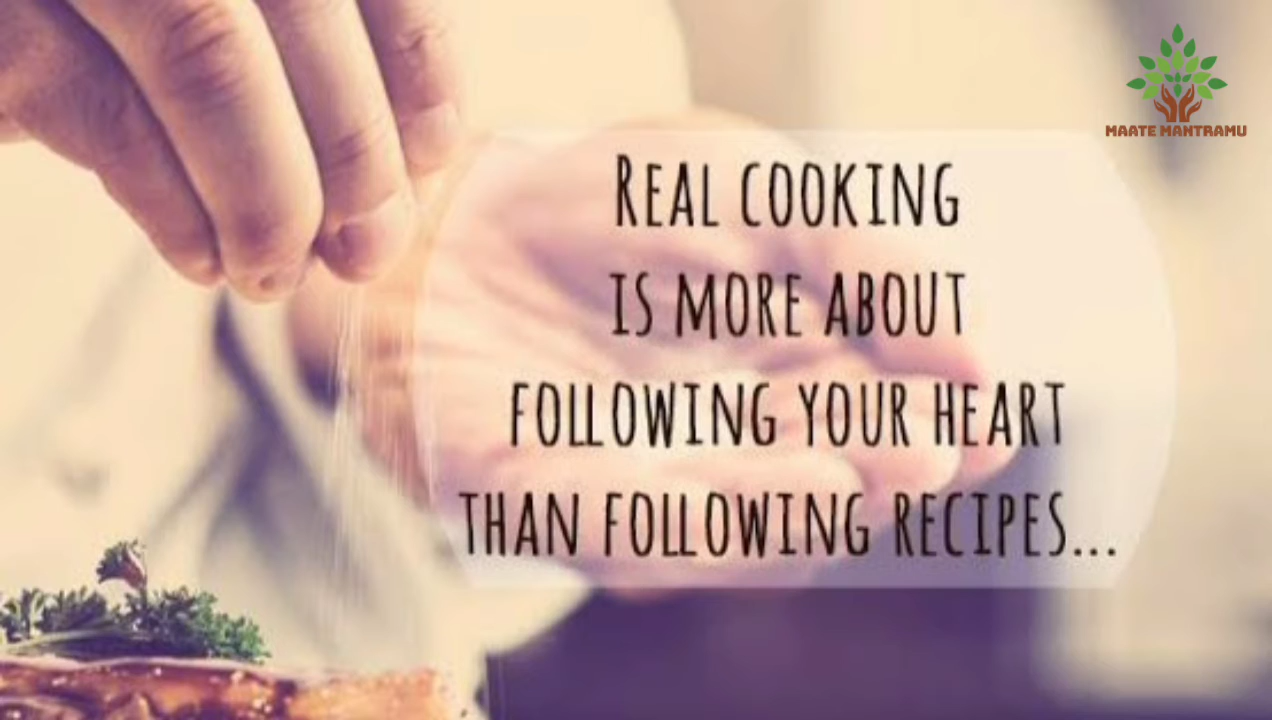 MAATE MANTRAMU
REAL COOKING
IS MORE ABOUT
FOLLOWING YOUR HEART
THAN FOLLOWING RECIPES...